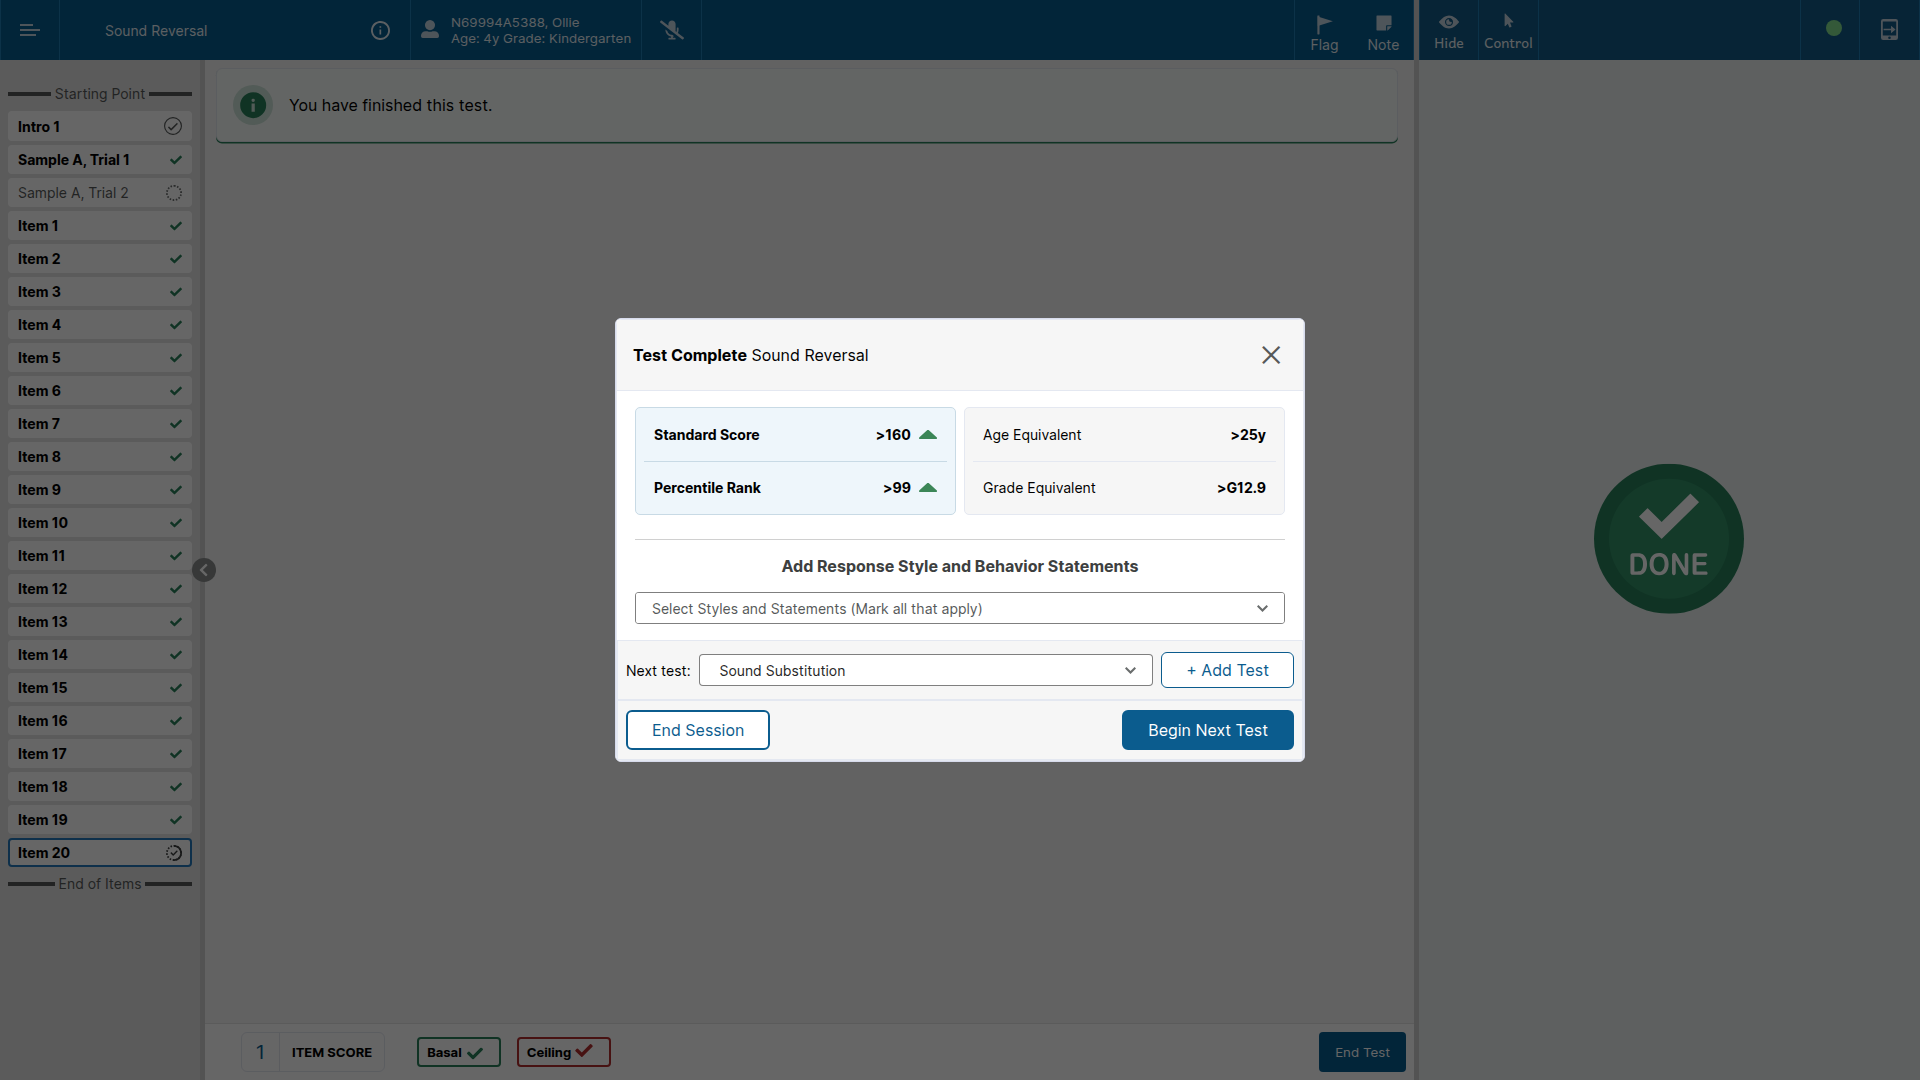 Sound Reversal
N69994A5388, Ollie
Age: 4y Grade: Kindergarten
Flag
Note
Hide
Control
Starting Point
Intro 1
Sample A, Trial 1
Sample A, Trial 2
Item 1
Item 2
Item 3
Item 4
Item 5
Item 6
Item 7
Item 8
Item 9
Item 10
Item 11
Item 12
Item 13
Item 14
Item 15
Item 16
Item 17
Item 18
Item 19
Item 20
End of Items
You have finished this test.
Test Complete Sound Reversal
Standard Score >160
Percentile Rank >99
Age Equivalent >25y
Grade Equivalent >G12.9
Add Response Style and Behavior Statements
Select Styles and Statements (Mark all that apply)
Next test: Sound Substitution + Add Test
End Session Begin Next Test
DONE
1 ITEM SCORE Basal Ceiling End Test